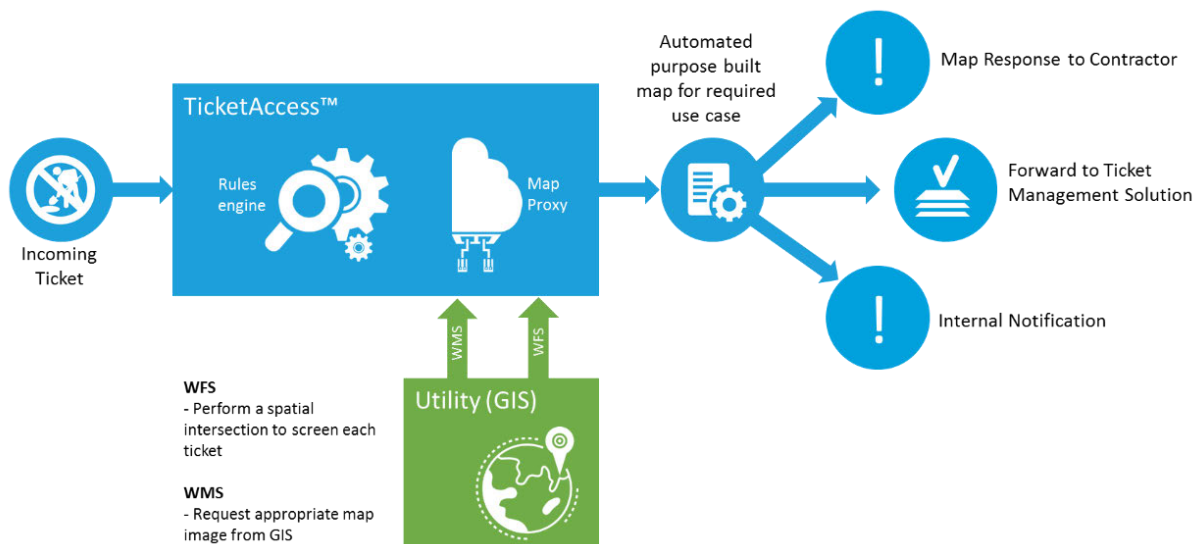 Incoming
Ticket
TicketAccess™
Rules
engine
Map
Proxy
WMS
WFS
Utility (GIS)
WFS
- Perform a spatial
intersection to screen each
ticket
WMS
- Request appropriate map
image from GIS
Automated
purpose built
map for required
use case
!
Map Response to Contractor
Forward to Ticket
Management Solution
!
Internal Notification